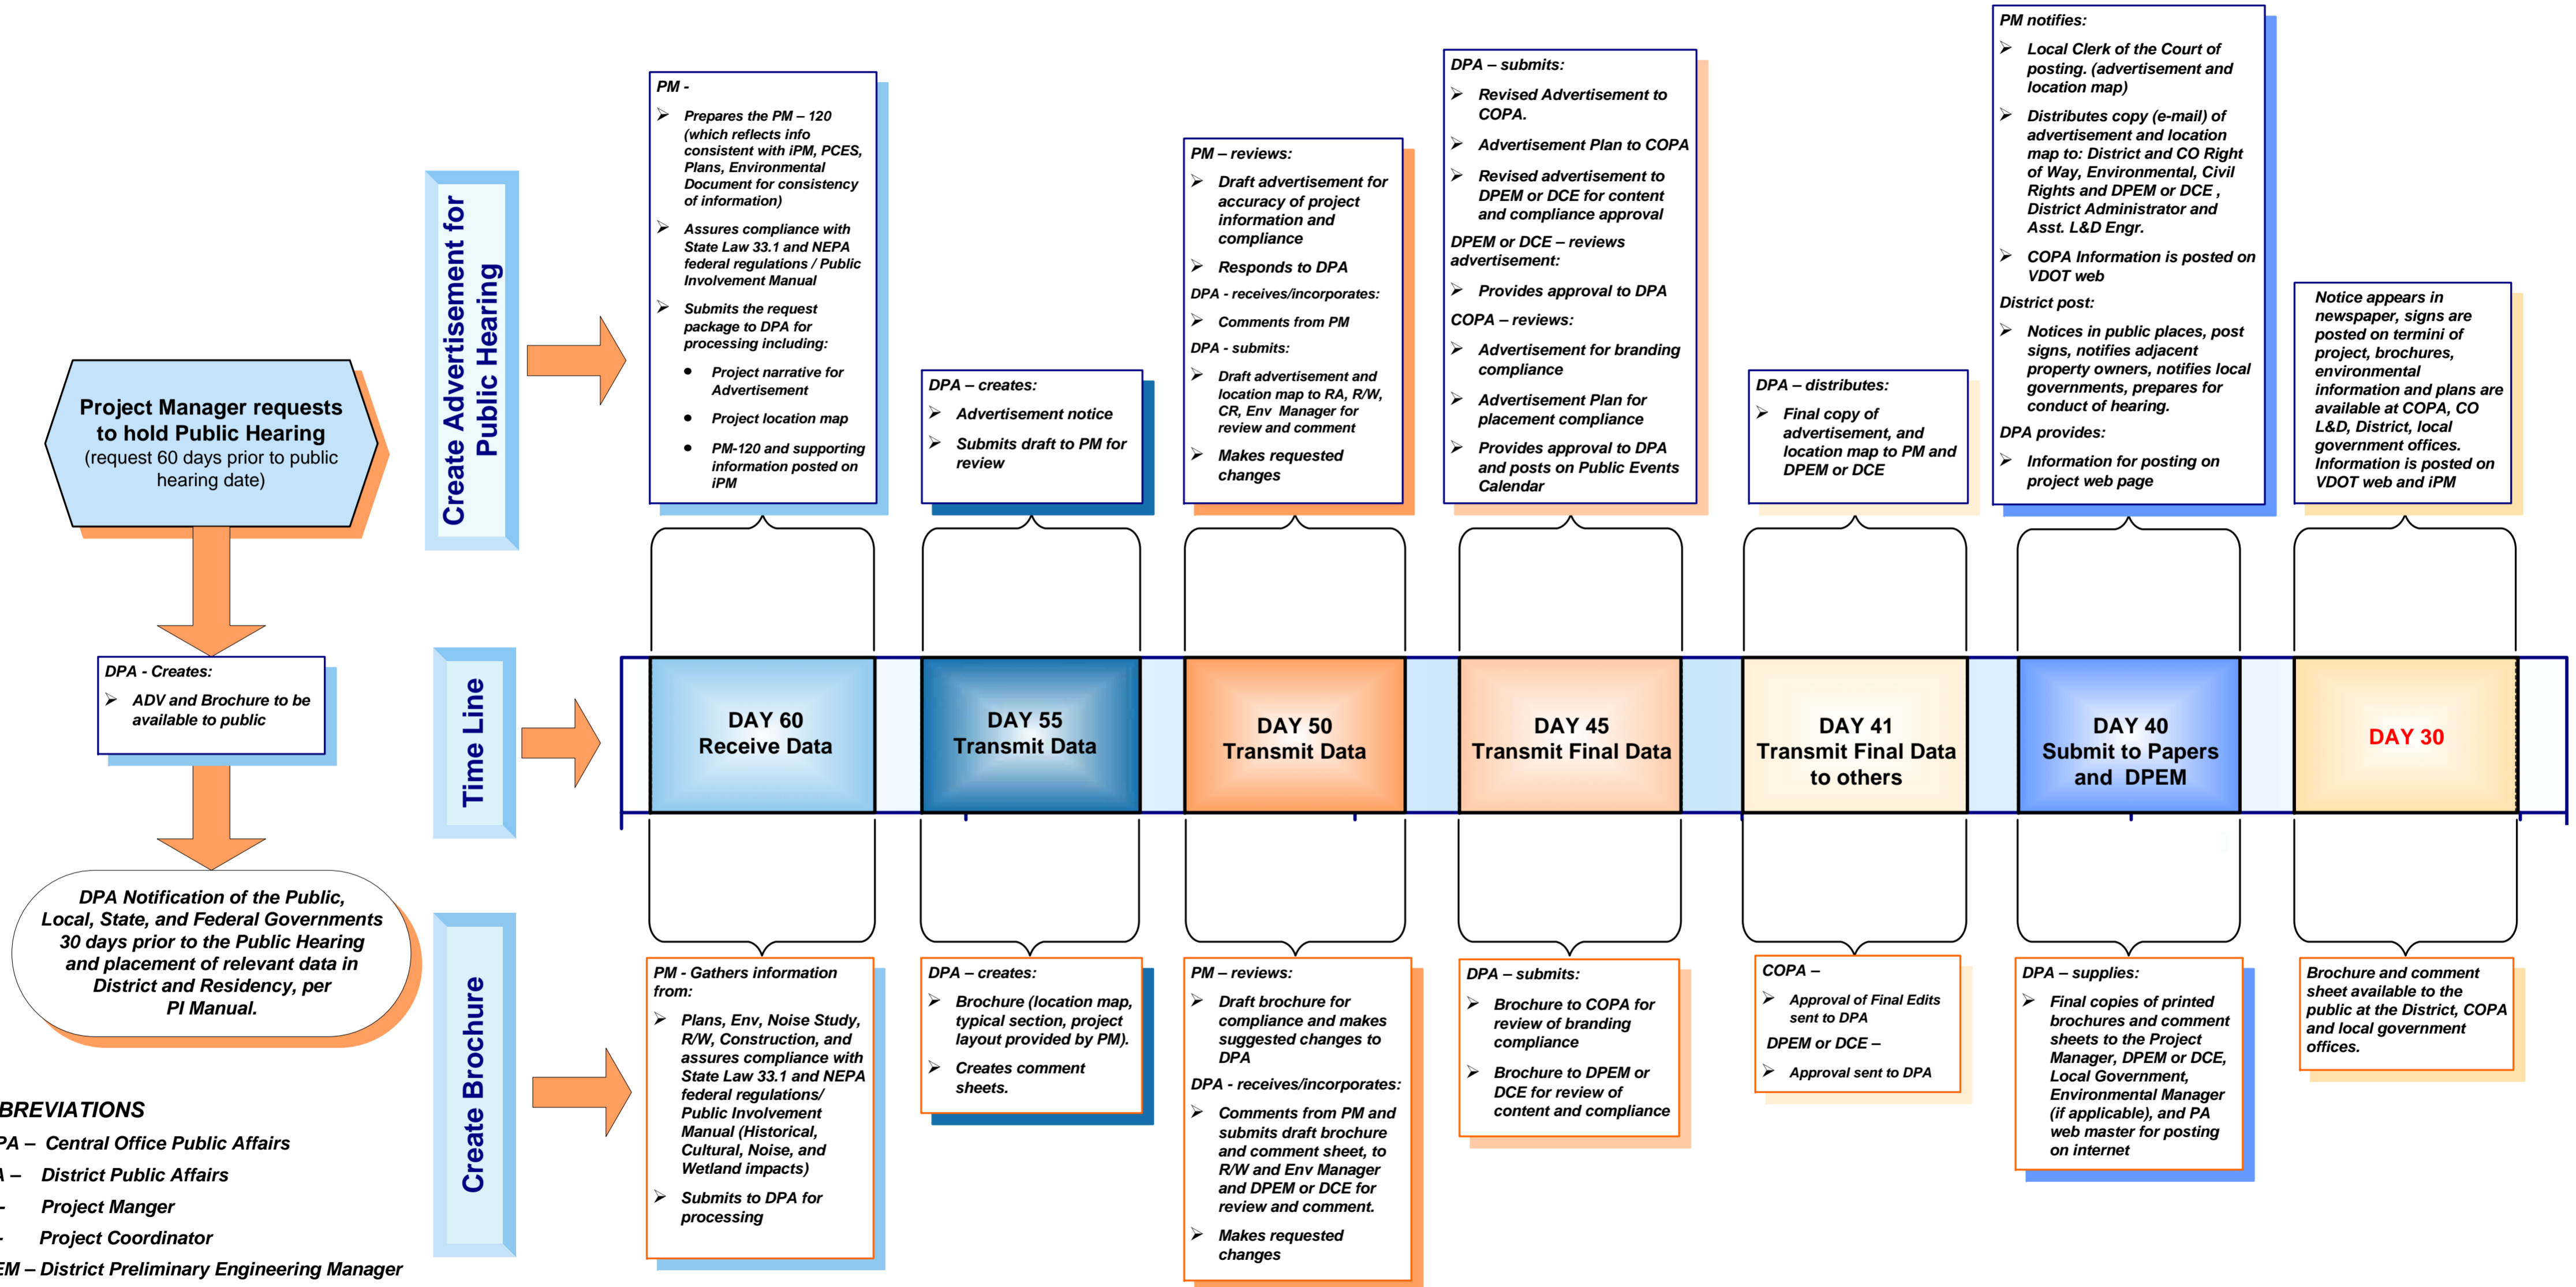 Project Manager requests
to hold Public Hearing
(request 60 days prior to public
hearing date)
DPA - Creates:
➢ ADV and Brochure to be
available to public
DPA Notification of the Public,
Local, State, and Federal Governments
30 days prior to the Public Hearing
and placement of relevant data in
District and Residency, per
PI Manual.
BREVIATIONS
PA – Central Office Public Affairs
A – District Public Affairs
- Project Manger
- Project Coordinator
EM – District Preliminary Engineering Manager
Create Advertisement for
Public Hearing
PM -
➢ Prepares the PM – 120
(which reflects info
consistent with iPM, PCES,
Plans, Environmental
Document for consistency
of information)
➢ Assures compliance with
State Law 33.1 and NEPA
federal regulations / Public
Involvement Manual
➢ Submits the request
package to DPA for
processing including:
• Project narrative for
Advertisement
• Project location map
• PM-120 and supporting
information posted on
iPM
DPA – creates:
➢ Advertisement notice
➢ Submits draft to PM for
review
PM – reviews:
➢ Draft advertisement for
accuracy of project
information and
compliance
➢ Responds to DPA
DPA - receives/incorporates:
➢ Comments from PM
DPA - submits:
➢ Draft advertisement and
location map to RA, R/W,
CR, Env Manager for
review and comment
➢ Makes requested
changes
DPA – submits:
➢ Revised Advertisement to
COPA.
➢ Advertisement Plan to COPA
➢ Revised advertisement to
DPEM or DCE for content
and compliance approval
DPEM or DCE – reviews
advertisement:
➢ Provides approval to DPA
COPA – reviews:
➢ Advertisement for branding
compliance
➢ Advertisement Plan for
placement compliance
➢ Provides approval to DPA
and posts on Public Events
Calendar
DPA – distributes:
➢ Final copy of
advertisement, and
location map to PM and
DPEM or DCE
PM notifies:
➢ Local Clerk of the Court of
posting. (advertisement and
location map)
➢ Distributes copy (e-mail) of
advertisement and location
map to: District and CO Right
of Way, Environmental, Civil
Rights and DPEM or DCE ,
District Administrator and
Asst. L&D Engr.
➢ COPA Information is posted on
VDOT web
District post:
➢ Notices in public places, post
signs, notifies adjacent
property owners, notifies local
governments, prepares for
conduct of hearing.
DPA provides:
➢ Information for posting on
project web page
Notice appears in
newspaper, signs are
posted on termini of
project, brochures,
environmental
information and plans are
available at COPA, CO
L&D, District, local
government offices.
Information is posted on
VDOT web and iPM
Time Line
DAY 60
Receive Data
DAY 55
Transmit Data
DAY 50
Transmit Data
DAY 45
Transmit Final Data
DAY 41
Transmit Final Data
to others
DAY 40
Submit to Papers
and DPEM
DAY 30
Create Brochure
PM - Gathers information
from:
➢ Plans, Env, Noise Study,
R/W, Construction, and
assures compliance with
State Law 33.1 and NEPA
federal regulations/
Public Involvement
Manual (Historical,
Cultural, Noise, and
Wetland impacts)
➢ Submits to DPA for
processing
DPA – creates:
➢ Brochure (location map,
typical section, project
layout provided by PM).
➢ Creates comment
sheets.
PM – reviews:
➢ Draft brochure for
compliance and makes
suggested changes to
DPA
DPA - receives/incorporates:
➢ Comments from PM and
submits draft brochure
and comment sheet, to
R/W and Env Manager
and DPEM or DCE for
review and comment.
➢ Makes requested
changes
DPA – submits:
➢ Brochure to COPA for
review of branding
compliance
➢ Brochure to DPEM or
DCE for review of
content and compliance
COPA –
➢ Approval of Final Edits
sent to DPA
DPEM or DCE –
➢ Approval sent to DPA
DPA – supplies:
➢ Final copies of printed
brochures and comment
sheets to the Project
Manager, DPEM or DCE,
Local Government,
Environmental Manager
(if applicable), and PA
web master for posting
on internet
Brochure and comment
sheet available to the
public at the District, COPA
and local government
offices.